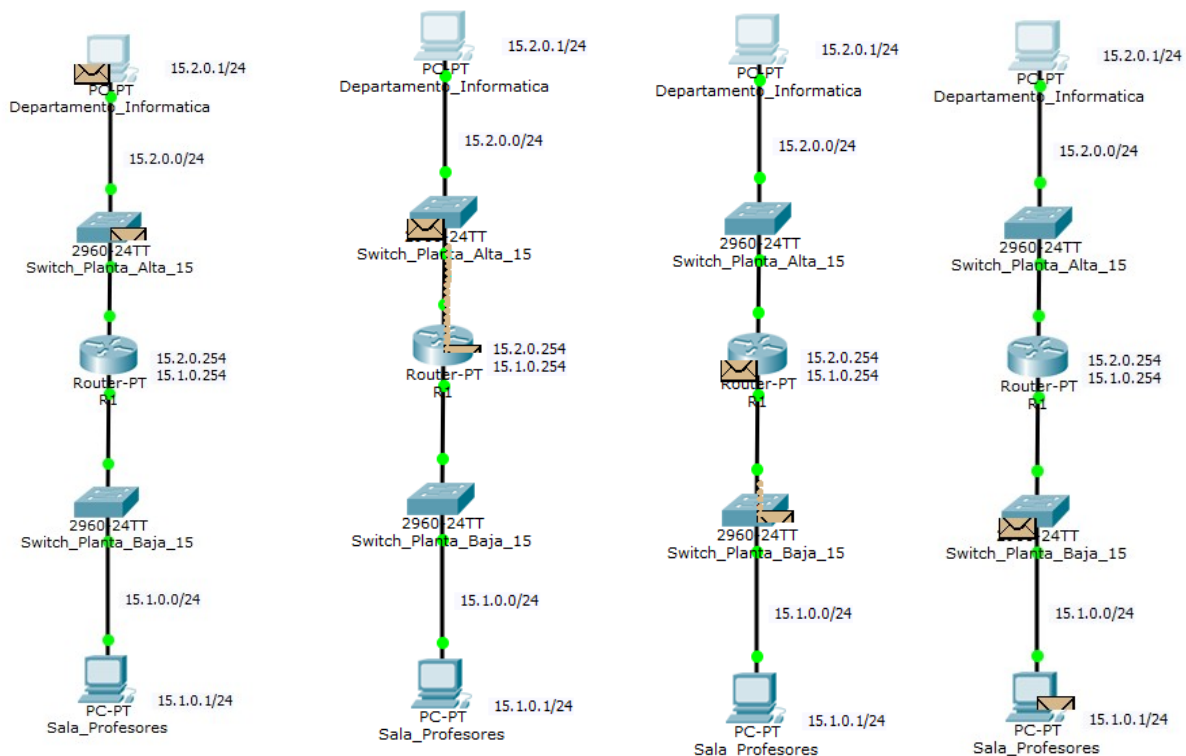 15.2.0.1/24
PC-PT
Departamento_Informatica
15.2.0.0/24
2960-24TT
Switch_Planta_Alta_15
15.2.0.254
15.1.0.254
Router-PT
R1
2960-24TT
Switch_Planta_Baja_15
15.1.0.0/24
15.1.0.1/24
PC-PT
Sala_Profesores
15.2.0.1/24
PC-PT
Departamento_Informatica
15.2.0.0/24
-24TT
Switch_Planta_Alta_15
15.2.0.254
15.1.0.254
Router-PT
R1
2960-24TT
Switch_Planta_Baja_15
15.1.0.0/24
15.1.0.1/24
PC-PT
Sala_Profesores
15.2.0.1/24
PC-PT
Departamento_Informatica
15.2.0.0/24
2960-24TT
Switch_Planta_Alta_15
15.2.0.254
15.1.0.254
Router-PT
R1
2960-24TT
Switch_Planta_Baja_15
15.1.0.0/24
15.1.0.1/24
PC-PT
Sala_Profesores
15.2.0.1/24
PC-PT
Departamento_Informatica
15.2.0.0/24
2960-24TT
Switch_Planta_Alta_15
15.2.0.254
15.1.0.254
Router-PT
R1
-24TT
Switch_Planta_Baja_15
15.1.0.0/24
15.1.0.1/24
PC-PT
Sala_Profesores